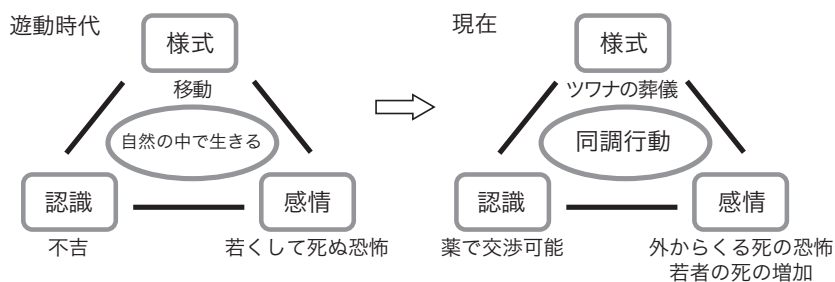 遊動時代
様式
移動
自然の中で生きる
認識
不吉
感情
若くして死ぬ恐怖
現在
様式
ツワナの葬儀
同調行動
認識
薬で交渉可能
感情
外からくる死の恐怖
若者の死の増加